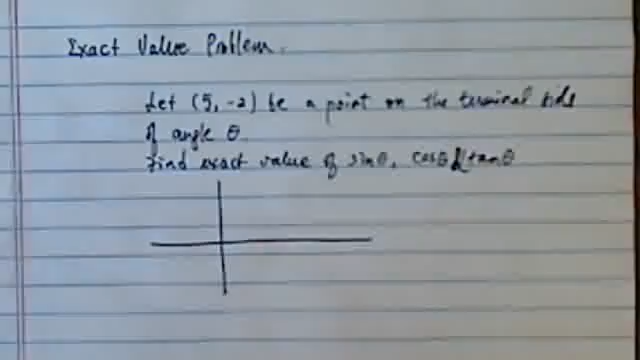 Exact Value Problem.
Let (5, -2) be a point on the terminal side
of angle θ
Find exact value of sinθ, cosθ & tanθ